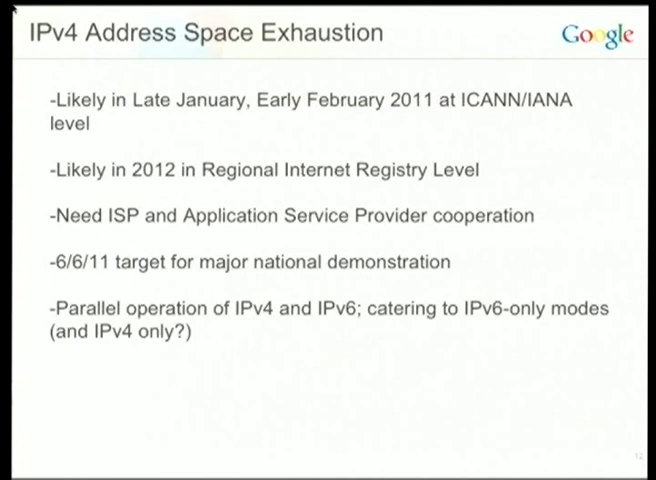 IPv4 Address Space Exhaustion
Google
-Likely in Late January, Early February 2011 at ICANN/IANA
level
-Likely in 2012 in Regional Internet Registry Level
-Need ISP and Application Service Provider cooperation
-6/6/11 target for major national demonstration
-Parallel operation of IPv4 and IPv6; catering to IPv6-only modes
(and IPv4 only?)
12